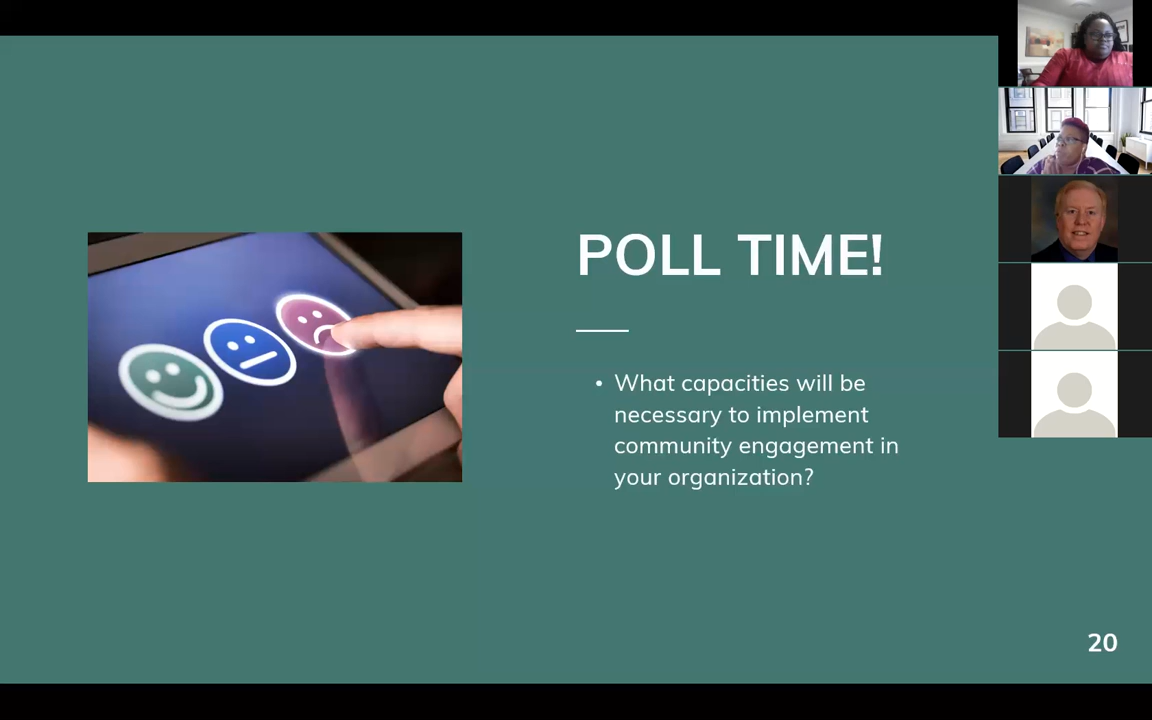 POLL TIME!
• What capacities will be
necessary to implement
community engagement in
your organization?
20